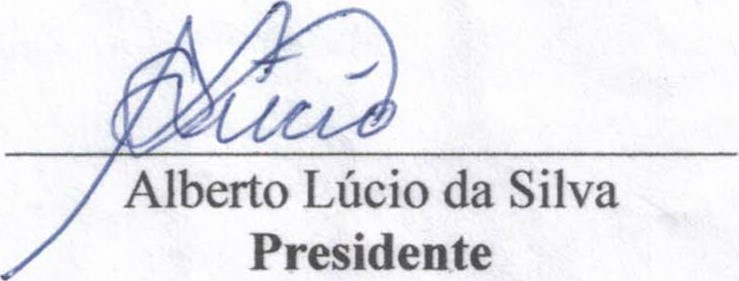 Lúcio
Alberto Lúcio da Silva
Presidente